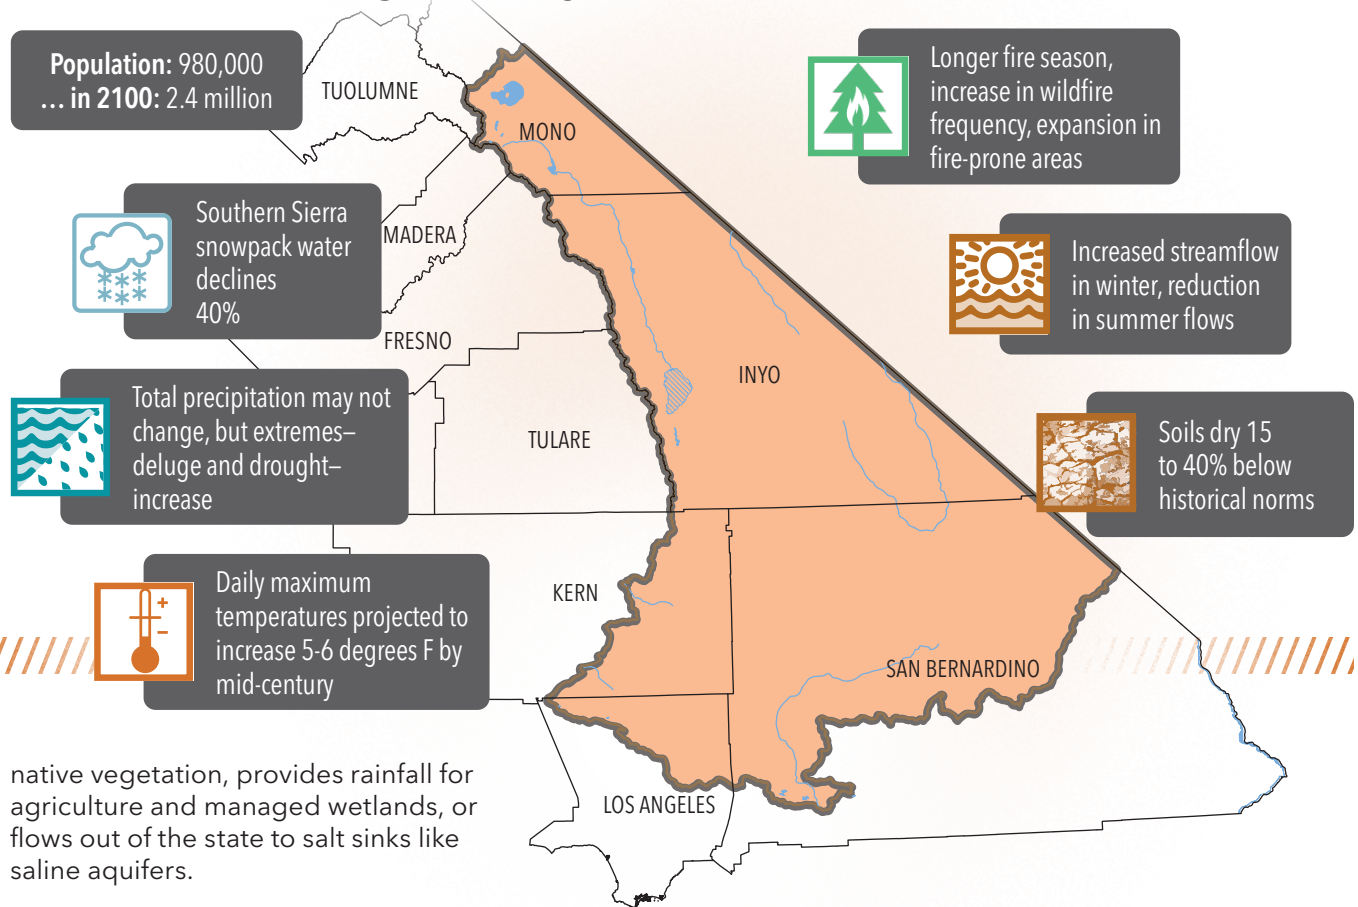 Population: 980,000
… in 2100: 2.4 million
TUOLUMNE
MONO
Longer fire season,
increase in wildfire
frequency, expansion in
fire-prone areas
Southern Sierra
snowpack water
declines
40%
MADERA
Increased streamflow
in winter, reduction
in summer flows
FRESNO
INYO
Total precipitation may not
change, but extremes–
deluge and drought–
increase
TULARE
Soils dry 15
to 40% below
historical norms
Daily maximum
temperatures projected to
increase 5-6 degrees F by
mid-century
KERN
SAN BERNARDINO
LOS ANGELES
native vegetation, provides rainfall for
agriculture and managed wetlands, or
flows out of the state to salt sinks like
saline aquifers.